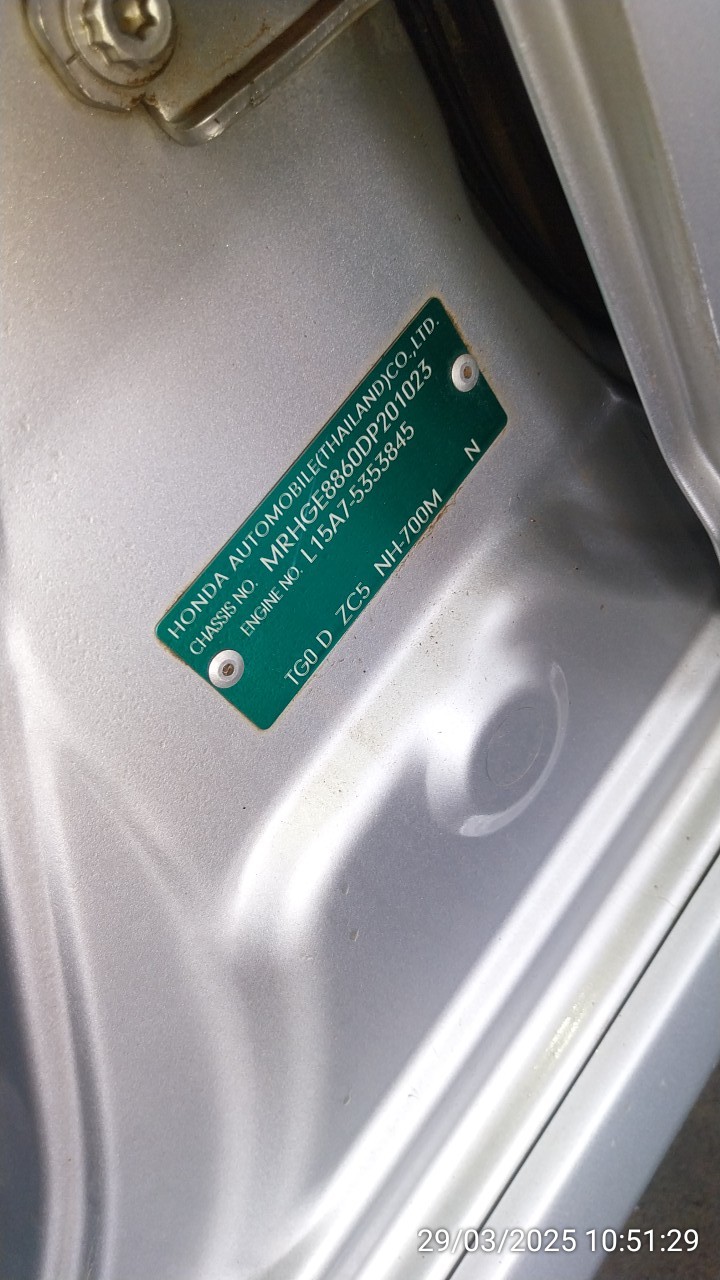 HONDA AUTOMOBILE(THAILAND)CO.,LTD.
CHASSIS NO. MRHGE8860DP201023
ENGINE NO. L15A7-5353845
TG0 D ZC5 NH-700M N
29/03/2025 10:51:29